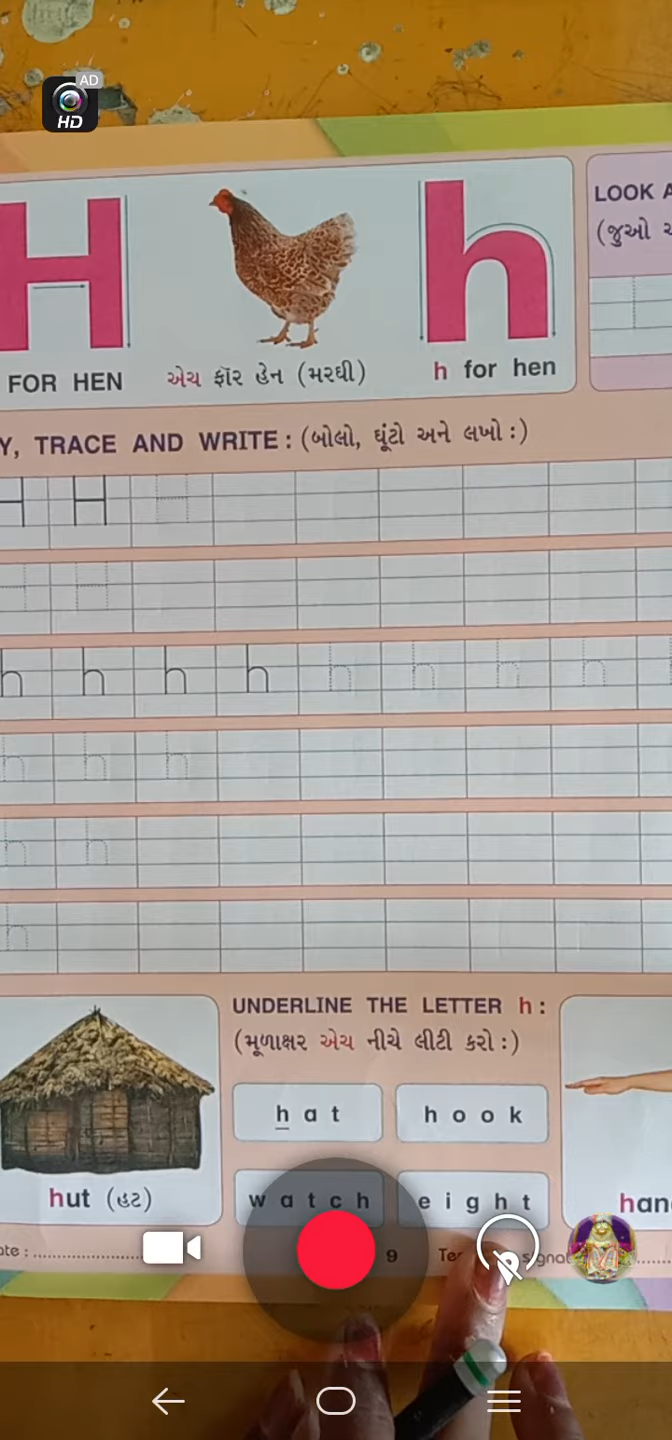 AD
HD
H
h
LOOK
(જુઓ
FOR HEN
એચ ફૉર હેન (મરઘી)
h for hen
TRACE AND WRITE : (બોલો, ઘૂંટો અને લખો :)
H H H
H H
h h h h h h h h
h h h
h h
h
UNDERLINE THE LETTER h :
(મૂળાક્ષર એચ નીચે લીટી કરો :)
h a t
h o o k
hut (હટ)
w a t c h
e i g h t
9